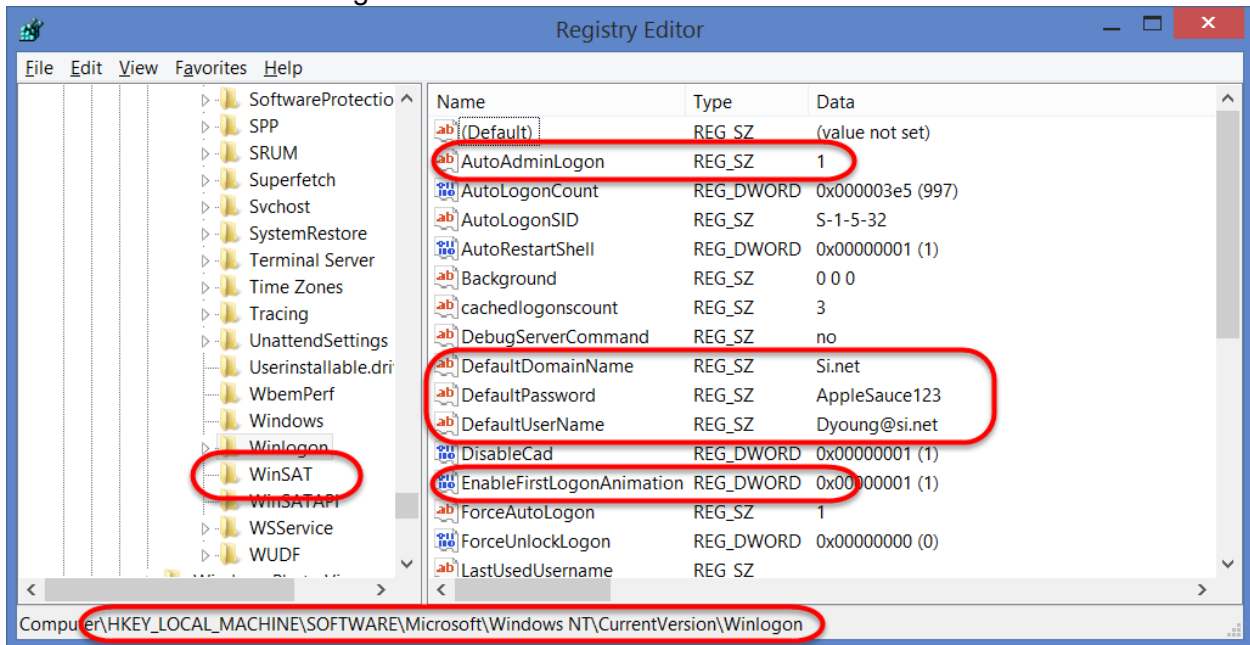 Registry Editor
File Edit View Favorites Help
SoftwareProtectio
SPP
SRUM
Superfetch
Svchost
SystemRestore
Terminal Server
Time Zones
Tracing
UnattendSettings
Userinstallable.dri
WbemPerf
Windows
Winlogon
WinSAT
WinSATAPI
WSService
WUDF
Name Type Data
(Default) REG_SZ (value not set)
AutoAdminLogon REG_SZ 1
AutoLogonCount REG_DWORD 0x000003e5 (997)
AutoLogonSID REG_SZ S-1-5-32
AutoRestartShell REG_DWORD 0x00000001 (1)
Background REG_SZ 0 0 0
cachedlogonscount REG_SZ 3
DebugServerCommand REG_SZ no
DefaultDomainName REG_SZ Si.net
DefaultPassword REG_SZ AppleSauce123
DefaultUserName REG_SZ Dyoung@si.net
DisableCad REG_DWORD 0x00000001 (1)
EnableFirstLogonAnimation REG_DWORD 0x00000001 (1)
ForceAutoLogon REG_SZ 1
ForceUnlockLogon REG_DWORD 0x00000000 (0)
LastUsedUsername REG_SZ
Computer\HKEY_LOCAL_MACHINE\SOFTWARE\Microsoft\Windows NT\CurrentVersion\Winlogon